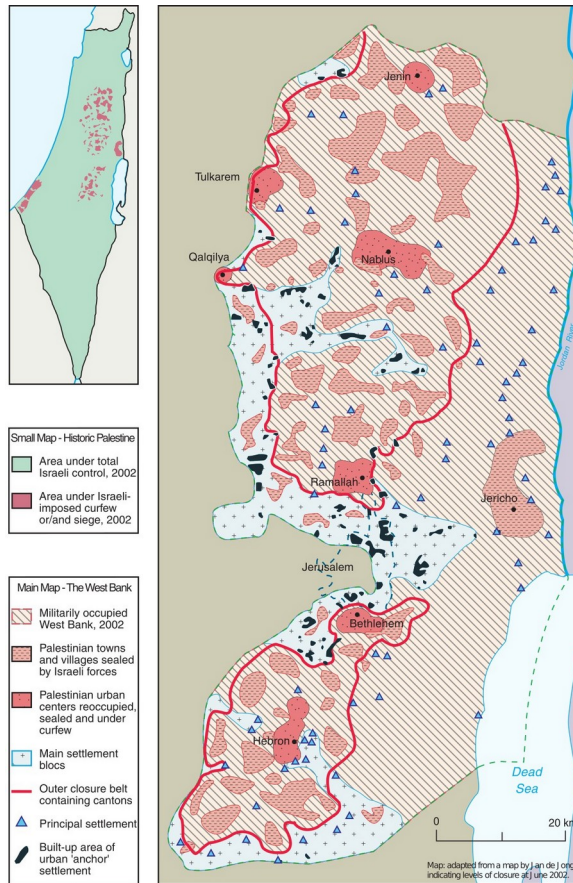 Small Map - Historic Palestine
Area under total
Israeli control, 2002
Area under Israeli-
imposed curfew
or/and siege, 2002
Main Map - The West Bank
Militarily occupied
West Bank, 2002
Palestinian towns
and villages sealed
by Israeli forces
Palestinian urban
centers reoccupied,
sealed and under
curfew
Main settlement
blocs
Outer closure belt
containing cantons
Principal settlement
Built-up area of
urban 'anchor'
settlement
Jenin
Tulkarem
Qalqilya
Nablus
Jordan
Ramallah
Jericho
Jerusalem
Bethlehem
Hebron
Dead
Sea
0 20 km
Map: adapted from a map by Jan de Jong
indicating levels of closure at June 2002.